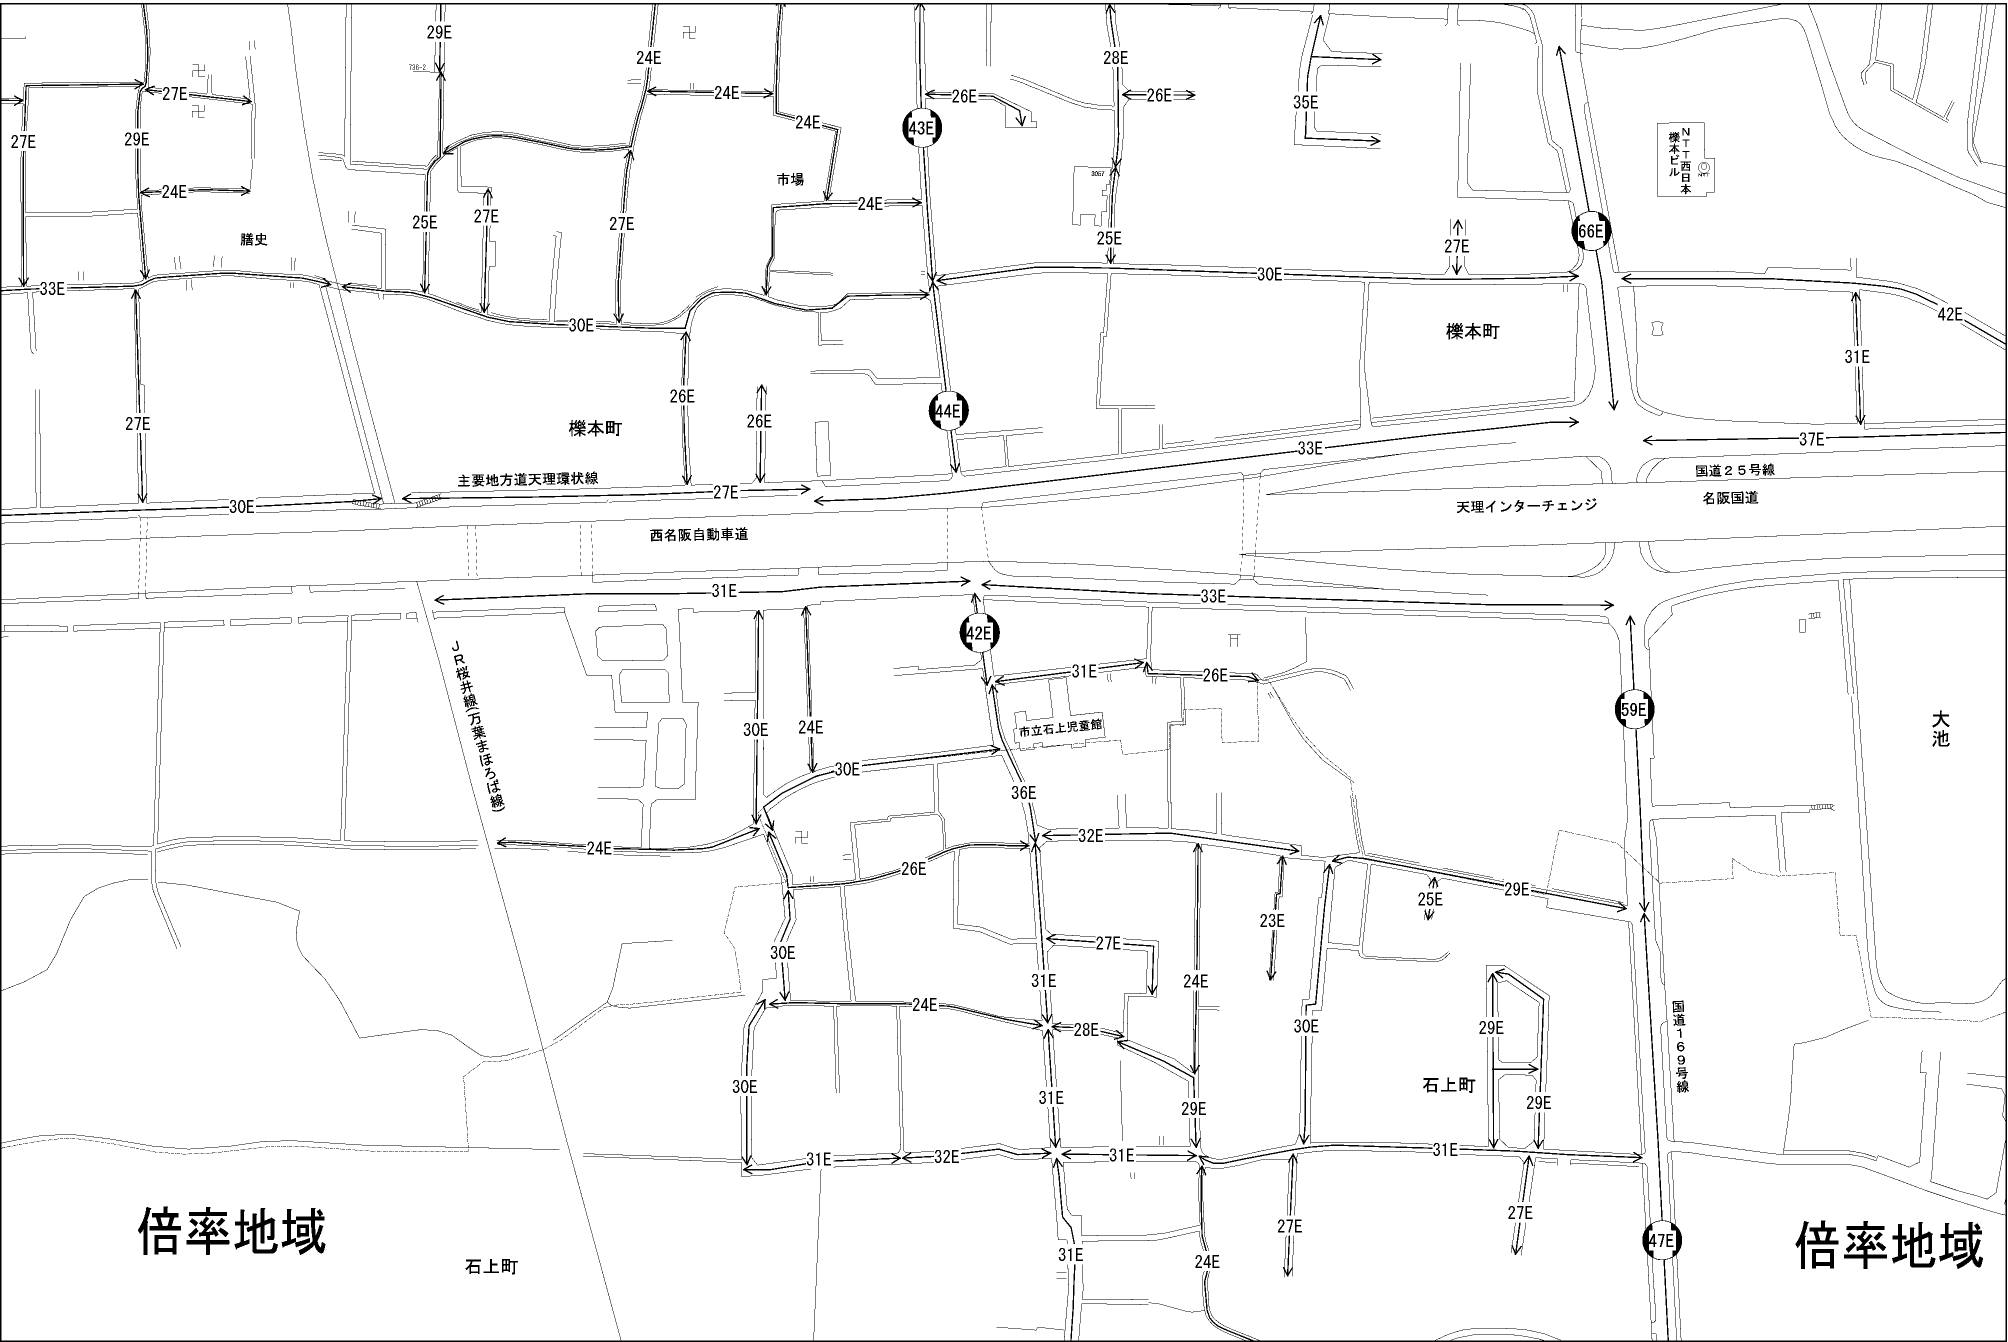 29E
24E
28E
736-2
27E
24E
26E
26E
35E
43E
24E
27E
29E
NTT西日本
櫟本ビル
NTT
市場
3057
24E
24E
27E
25E
27E
膳史
25E
27E
66E
33E
30E
42E
30E
櫟本町
31E
26E
44E
26E
27E
櫟本町
33E
37E
国道25号線
主要地方道天理環状線
27E
名阪国道
30E
天理インターチェンジ
西名阪自動車道
31E
33E
42E
JR桜井線(万葉まほろば線)
31E
26E
59E
大池
30E
24E
市立石上児童館
30E
36E
32E
24E
26E
29E
25E
23E
27E
30E
31E
24E
24E
28E
30E
29E
国道169号線
30E
31E
石上町
29E
29E
31E
32E
31E
31E
倍率地域
石上町
31E
24E
27E
27E
47E
倍率地域